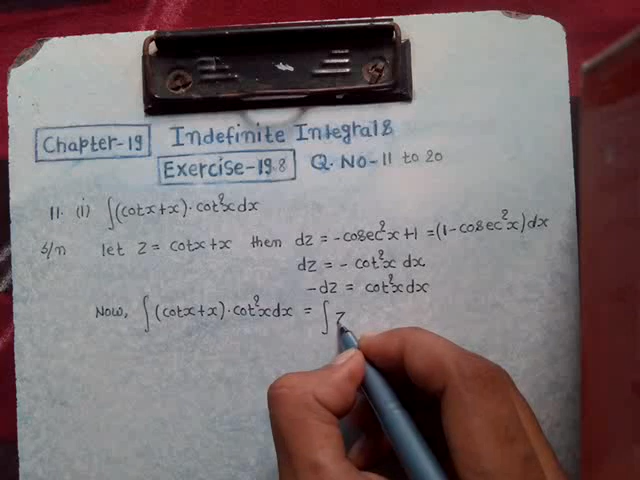 Chapter-19 Indefinite Integrals
Exercise-19.8 Q. NO-11 to 20
11. (i) ∫(cotx+x)·cot²x dx
S/n let z = cotx+x then dz = -cosec²x+1 = (1-cosec²x)dx
dz = -cot²x dx
-dz = cot²x dx
Now, ∫(cotx+x)·cot²x dx = ∫z